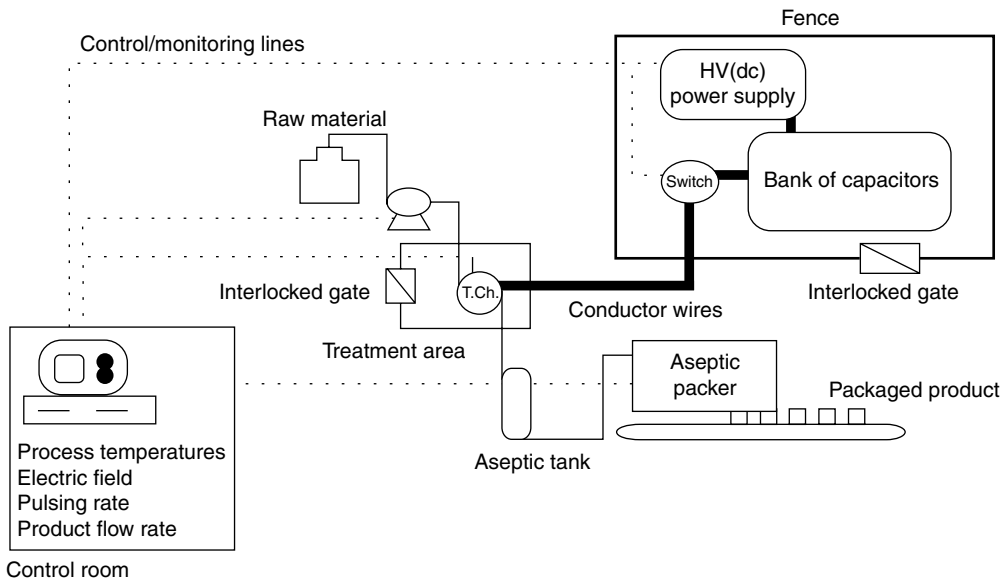 Fence
Control/monitoring lines
HV(dc)
power supply
Raw material
Switch
Bank of capacitors
Interlocked gate
T.Ch.
Interlocked gate
Conductor wires
Treatment area
Aseptic
packer
Packaged product
Aseptic tank
Process temperatures
Electric field
Pulsing rate
Product flow rate
Control room